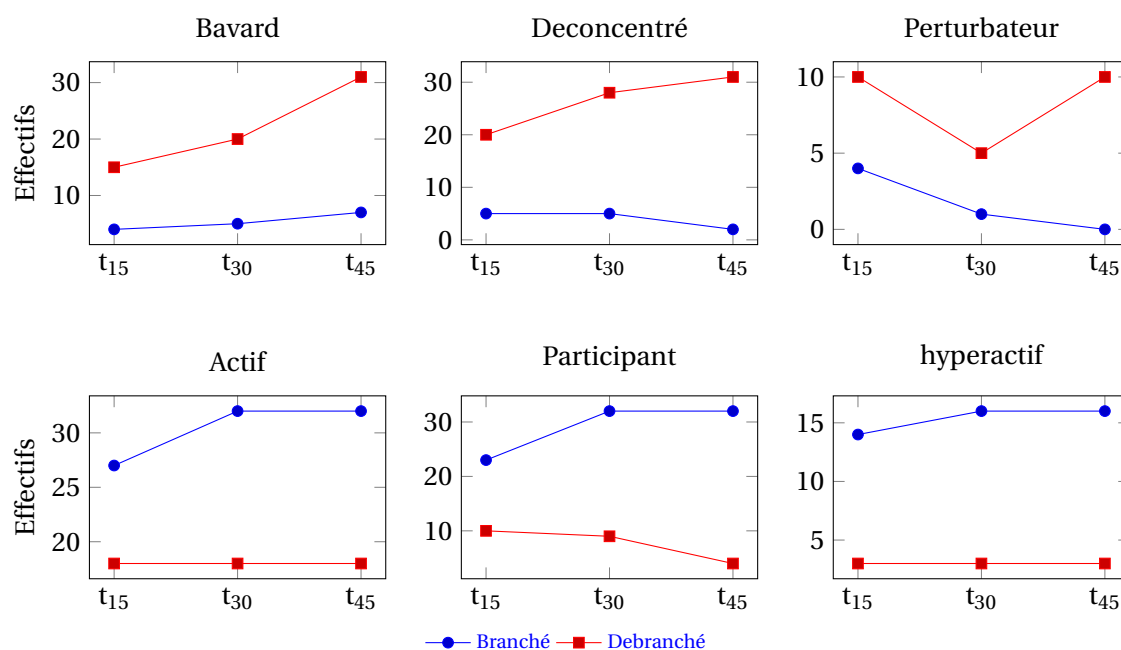 Bavard
Deconcentré
Perturbateur
Effectifs
30
20
10
t15
t30
t45
30
20
10
0
t15
t30
t45
10
5
0
t15
t30
t45
Actif
Participant
hyperactif
Effectifs
30
25
20
t15
t30
t45
30
20
10
t15
t30
t45
15
10
5
t15
t30
t45
Branché
Debranché